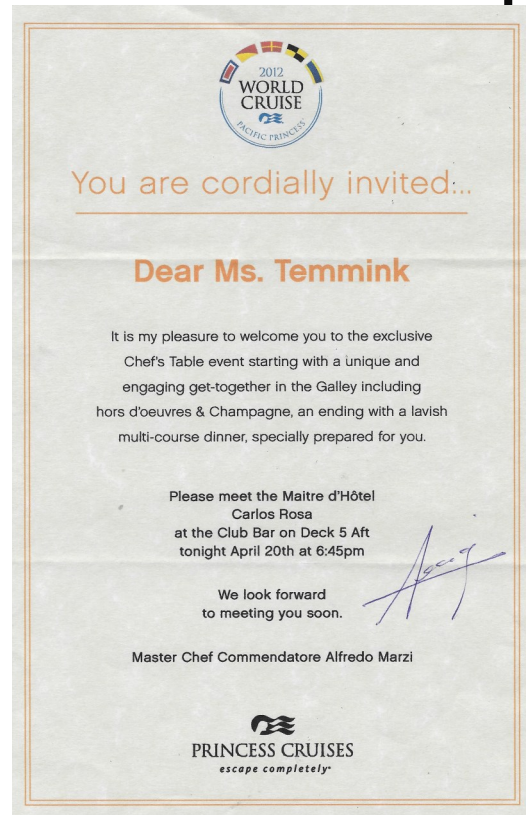 2012
WORLD
CRUISE
PACIFIC PRINCESS
You are cordially invited...
Dear Ms. Temmink
It is my pleasure to welcome you to the exclusive
Chef's Table event starting with a unique and
engaging get-together in the Galley including
hors d'oeuvres & Champagne, an ending with a lavish
multi-course dinner, specially prepared for you.
Please meet the Maitre d'Hôtel
Carlos Rosa
at the Club Bar on Deck 5 Aft
tonight April 20th at 6:45pm
We look forward
to meeting you soon.
Master Chef Commendatore Alfredo Marzi
PRINCESS CRUISES
escape completely